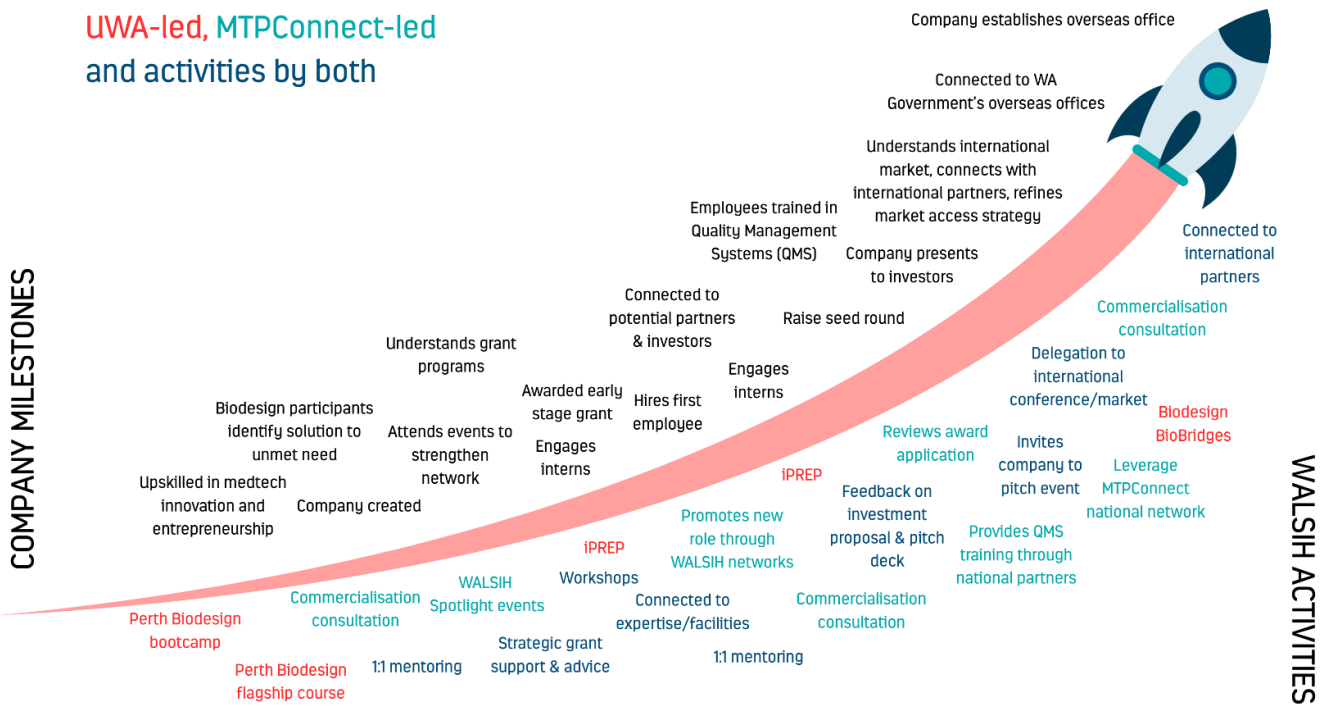 UWA-led, MTPConnect-led
and activities by both
COMPANY MILESTONES
Company establishes overseas office
Connected to WA
Government's overseas offices
Understands international
market, connects with
international partners, refines
market access strategy
Employees trained in
Quality Management
Systems (QMS)
Company presents
to investors
Connected to
potential partners
& investors
Raise seed round
Understands grant
programs
Engages
interns
Awarded early
stage grant
Hires first
employee
Biodesign participants
identify solution to
unmet need
Attends events to
strengthen
network
Engages
interns
Upskilled in medtech
innovation and
entrepreneurship
Company created
WALSIH ACTIVITIES
Connected to
international
partners
Commercialisation
consultation
Delegation to
international
conference/market
Biodesign
BioBridges
Reviews award
application
Invites
company to
pitch event
Leverage
MTPConnect
national network
iPREP
Feedback on
investment
proposal & pitch
deck
Provides QMS
training through
national partners
Promotes new
role through
WALSIH networks
iPREP
Workshops
WALSIH
Spotlight events
Connected to
expertise/facilities
Commercialisation
consultation
Commercialisation
consultation
Perth Biodesign
bootcamp
Strategic grant
support & advice
1:1 mentoring
1:1 mentoring
Perth Biodesign
flagship course